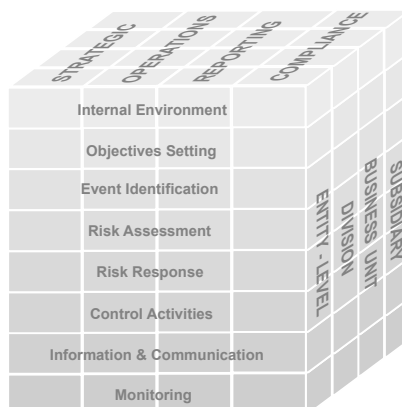 STRATEGIC
OPERATIONS
REPORTING
COMPLIANCE
Internal Environment
Objectives Setting
Event Identification
Risk Assessment
Risk Response
Control Activities
Information & Communication
Monitoring
ENTITY - LEVEL
DIVISION
BUSINESS UNIT
SUBSIDIARY